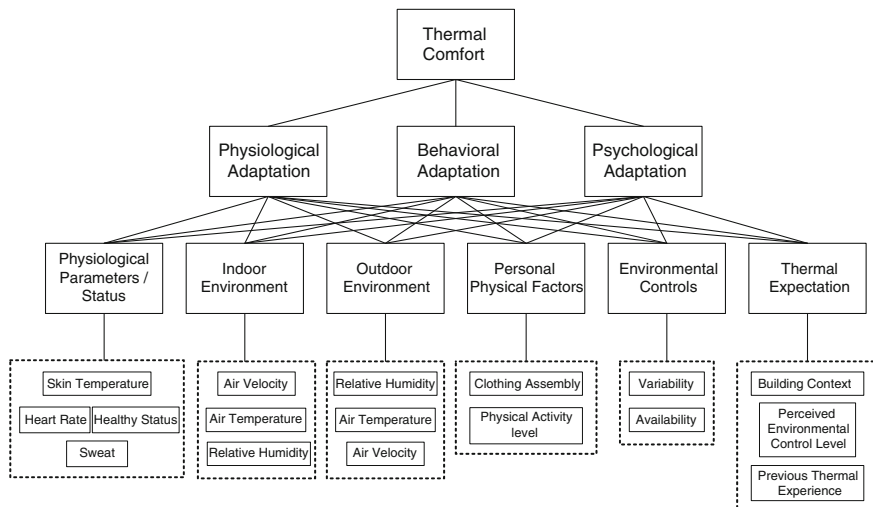 Thermal
Comfort
Physiological
Adaptation
Behavioral
Adaptation
Psychological
Adaptation
Physiological
Parameters /
Status
Indoor
Environment
Outdoor
Environment
Personal
Physical Factors
Environmental
Controls
Thermal
Expectation
Skin Temperature
Heart Rate
Healthy Status
Sweat
Air Velocity
Air Temperature
Relative Humidity
Relative Humidity
Air Temperature
Air Velocity
Clothing Assembly
Physical Activity
level
Variability
Availability
Building Context
Perceived
Environmental
Control Level
Previous Thermal
Experience